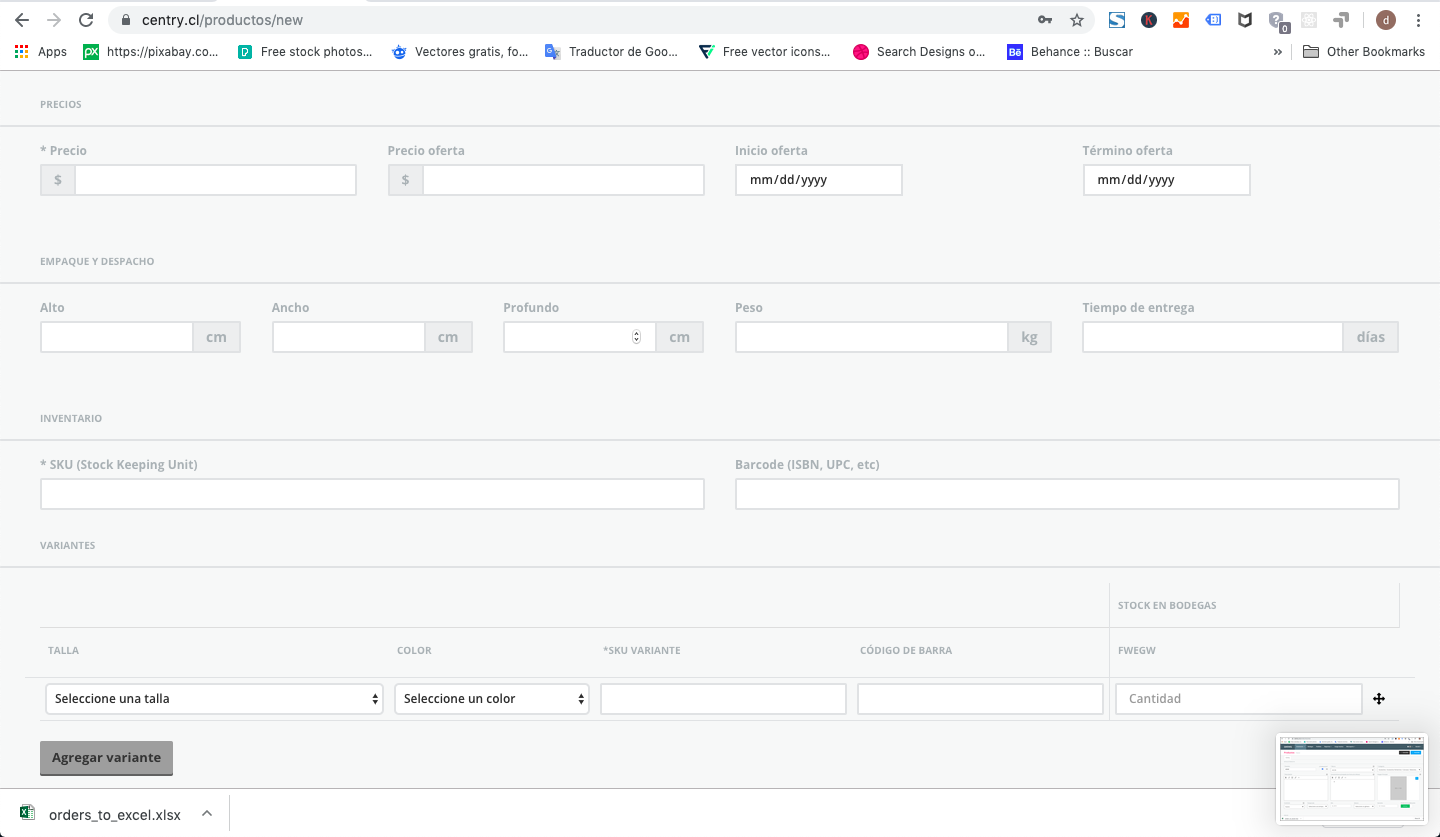 centry.cl/productos/new
0
d
Apps
https://pixabay.co...
Free stock photos...
Vectores gratis, fo...
Traductor de Goo...
Free vector icons...
Search Designs o...
Behance :: Buscar
»
Other Bookmarks
PRECIOS
* Precio
Precio oferta
Inicio oferta
Término oferta
$
$
mm/dd/yyyy
mm/dd/yyyy
EMPAQUE Y DESPACHO
Alto
Ancho
Profundo
Peso
Tiempo de entrega
cm
cm
cm
kg
días
INVENTARIO
* SKU (Stock Keeping Unit)
Barcode (ISBN, UPC, etc)
VARIANTES
STOCK EN BODEGAS
TALLA
COLOR
*SKU VARIANTE
CÓDIGO DE BARRA
FWEGW
Seleccione una talla
Seleccione un color
Cantidad
Agregar variante
orders_to_excel.xlsx